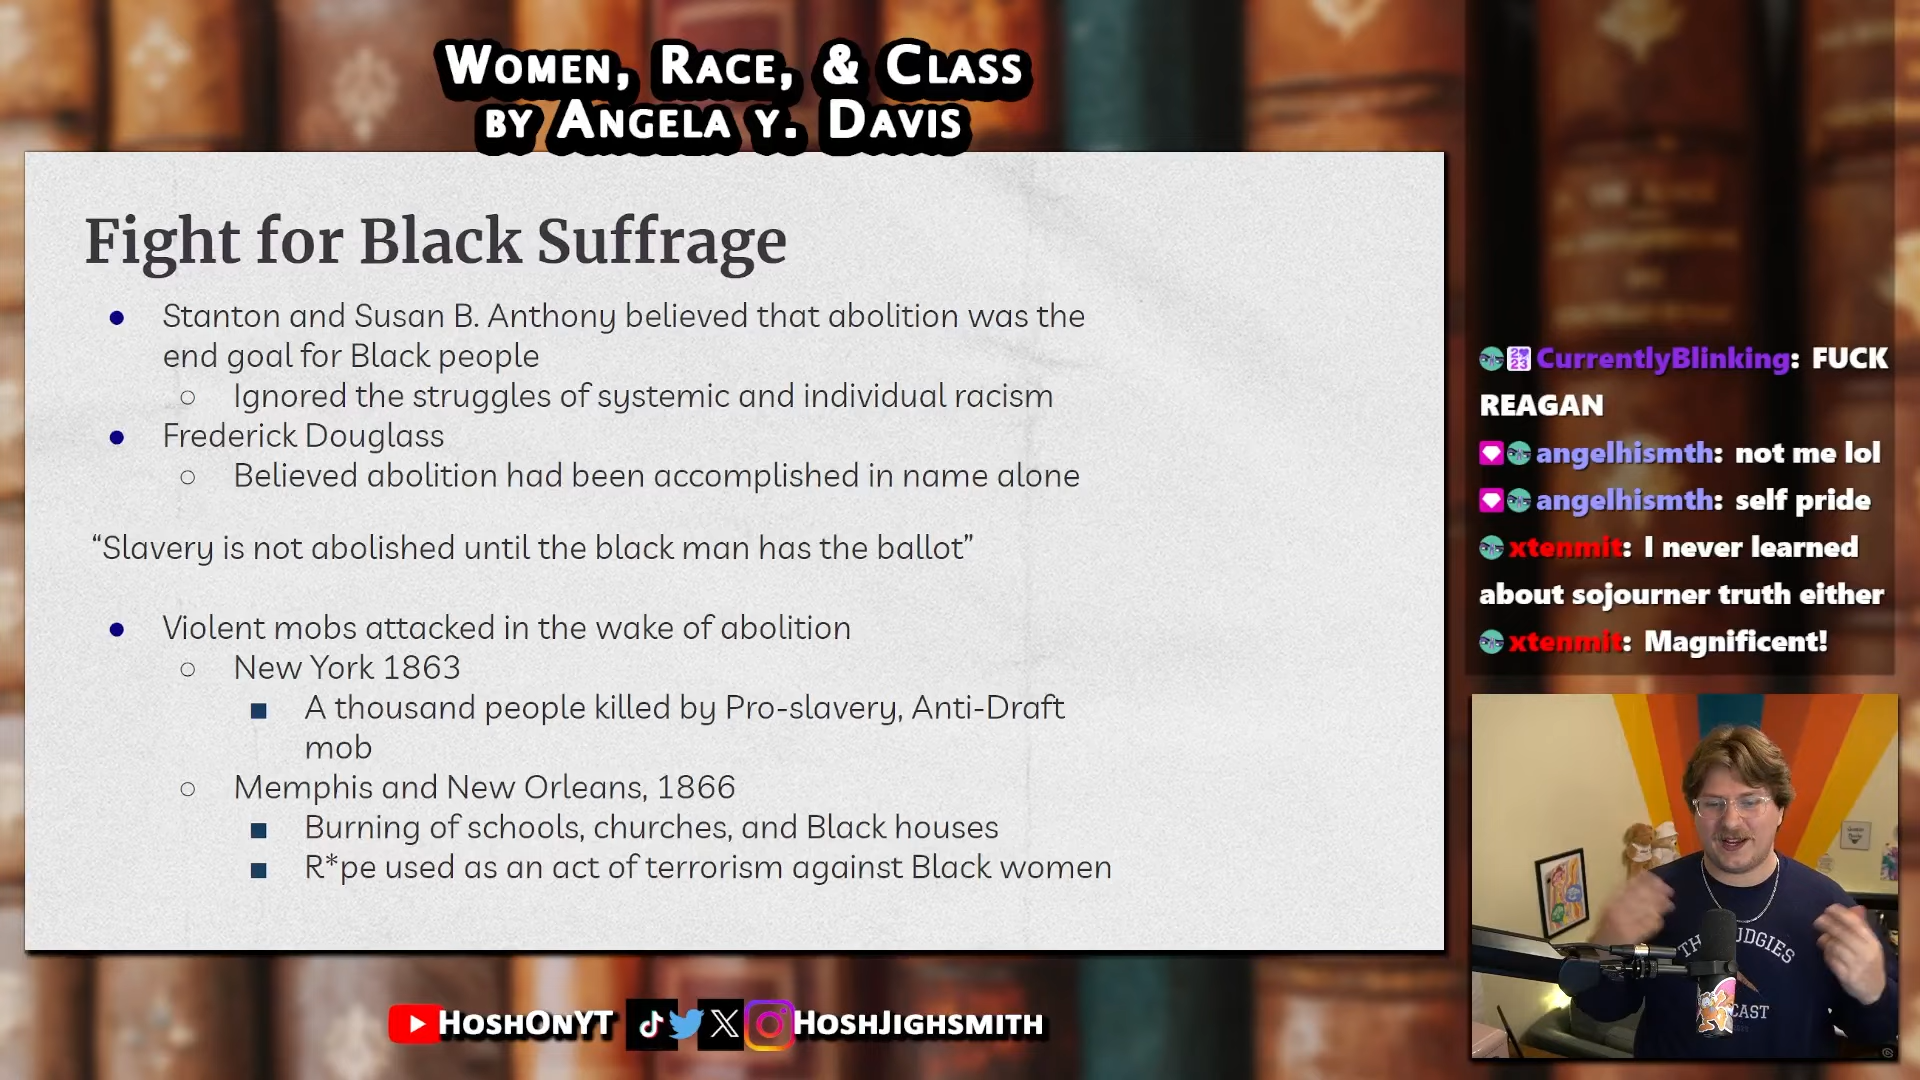 WOMEN, RACE, & CLASS
BY ANGELA Y. DAVIS
Fight for Black Suffrage
● Stanton and Susan B. Anthony believed that abolition was the
end goal for Black people
○ Ignored the struggles of systemic and individual racism
● Frederick Douglass
○ Believed abolition had been accomplished in name alone
“Slavery is not abolished until the black man has the ballot”
● Violent mobs attacked in the wake of abolition
○ New York 1863
■ A thousand people killed by Pro-slavery, Anti-Draft
mob
○ Memphis and New Orleans, 1866
■ Burning of schools, churches, and Black houses
■ R*pe used as an act of terrorism against Black women
CurrentlyBlinking: FUCK
REAGAN
angelhismth: not me lol
angelhismth: self pride
xtenmit: I never learned
about sojourner truth either
xtenmit: Magnificent!
HOSHONYT
HOSHJIGHSMITH